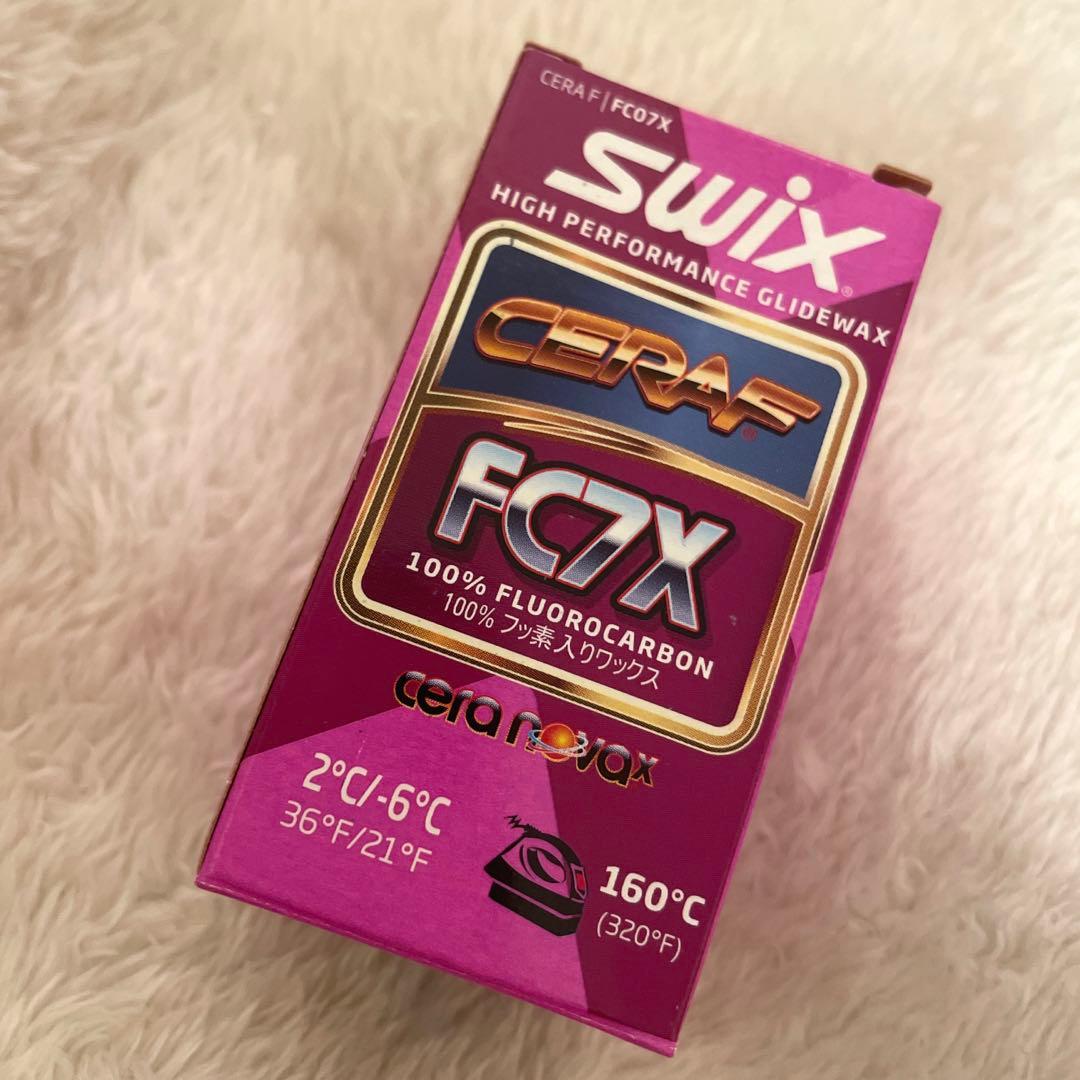 CERA F | FC07X
SWIX®
HIGH PERFORMANCE GLIDEWAX
CERAF®
FC7X
100% FLUOROCARBON
100% フッ素入りワックス
cera novax
2°C/-6°C
36°F/21°F
160°C
(320°F)